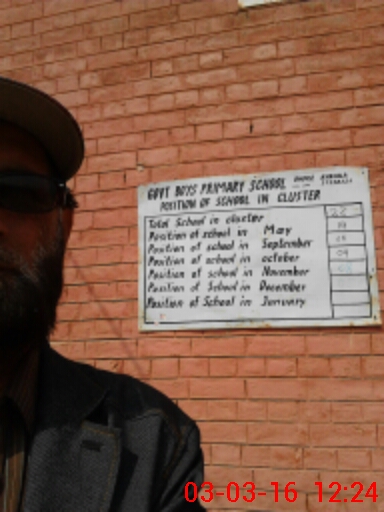 GOVT BOYS PRIMARY SCHOOL
POSITION OF SCHOOL IN CLUSTER
Total School in cluster
Position of school in May
Position of school in September
Position of school in october 09
Position of school in November
Position of School in December
Position of School in January
03-03-16 12:24